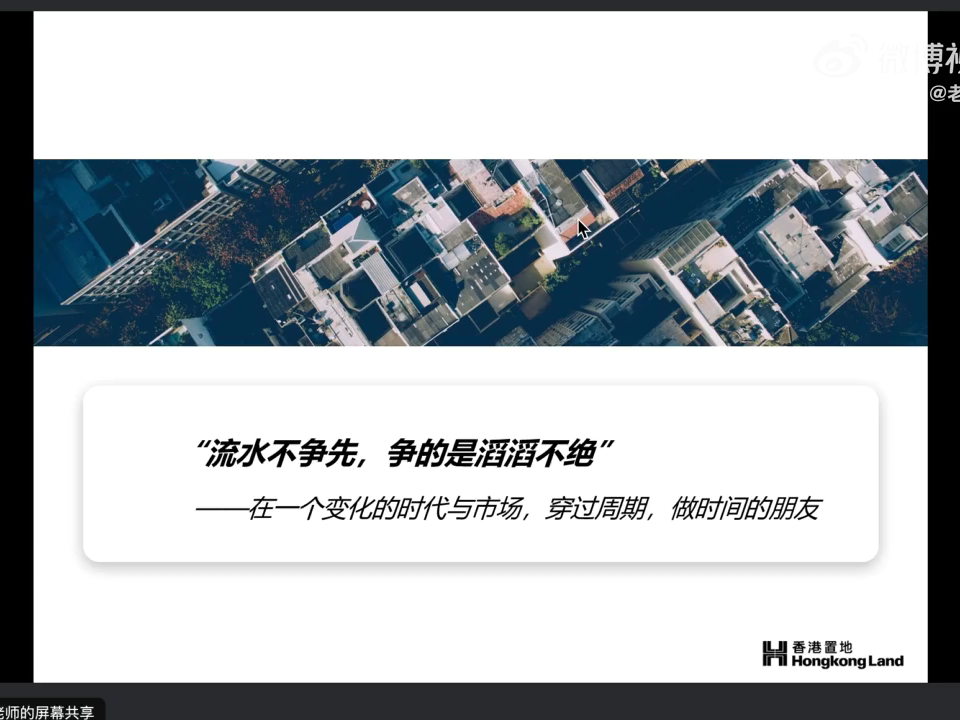 微博视
@老
“流水不争先，争的是滔滔不绝”
——在一个变化的时代与市场，穿过周期，做时间的朋友
香港置地
Hongkong Land
老师的屏幕共享